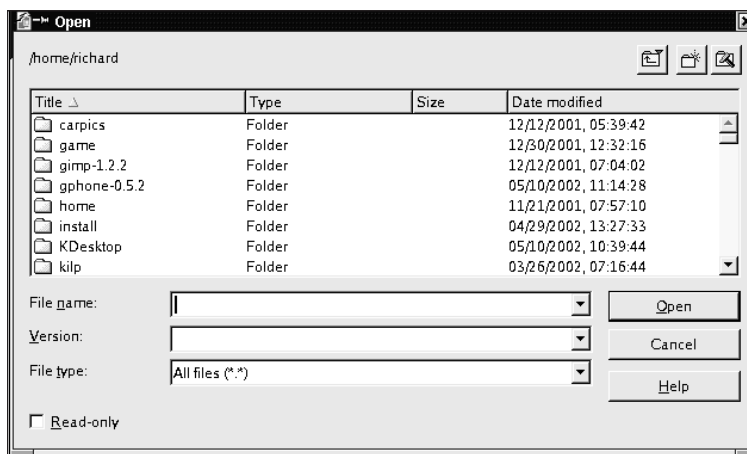 Open
/home/richard
Title Type Size Date modified
carpics Folder 12/12/2001, 05:39:42
game Folder 12/30/2001, 12:32:16
gimp-1.2.2 Folder 12/12/2001, 07:04:02
gphone-0.5.2 Folder 05/10/2002, 11:14:28
home Folder 11/21/2001, 07:57:10
install Folder 04/29/2002, 13:27:33
KDesktop Folder 05/10/2002, 10:39:44
kilp Folder 03/26/2002, 07:16:44
File name: Open
Version: Cancel
File type: All files (*.*) Help
Read-only